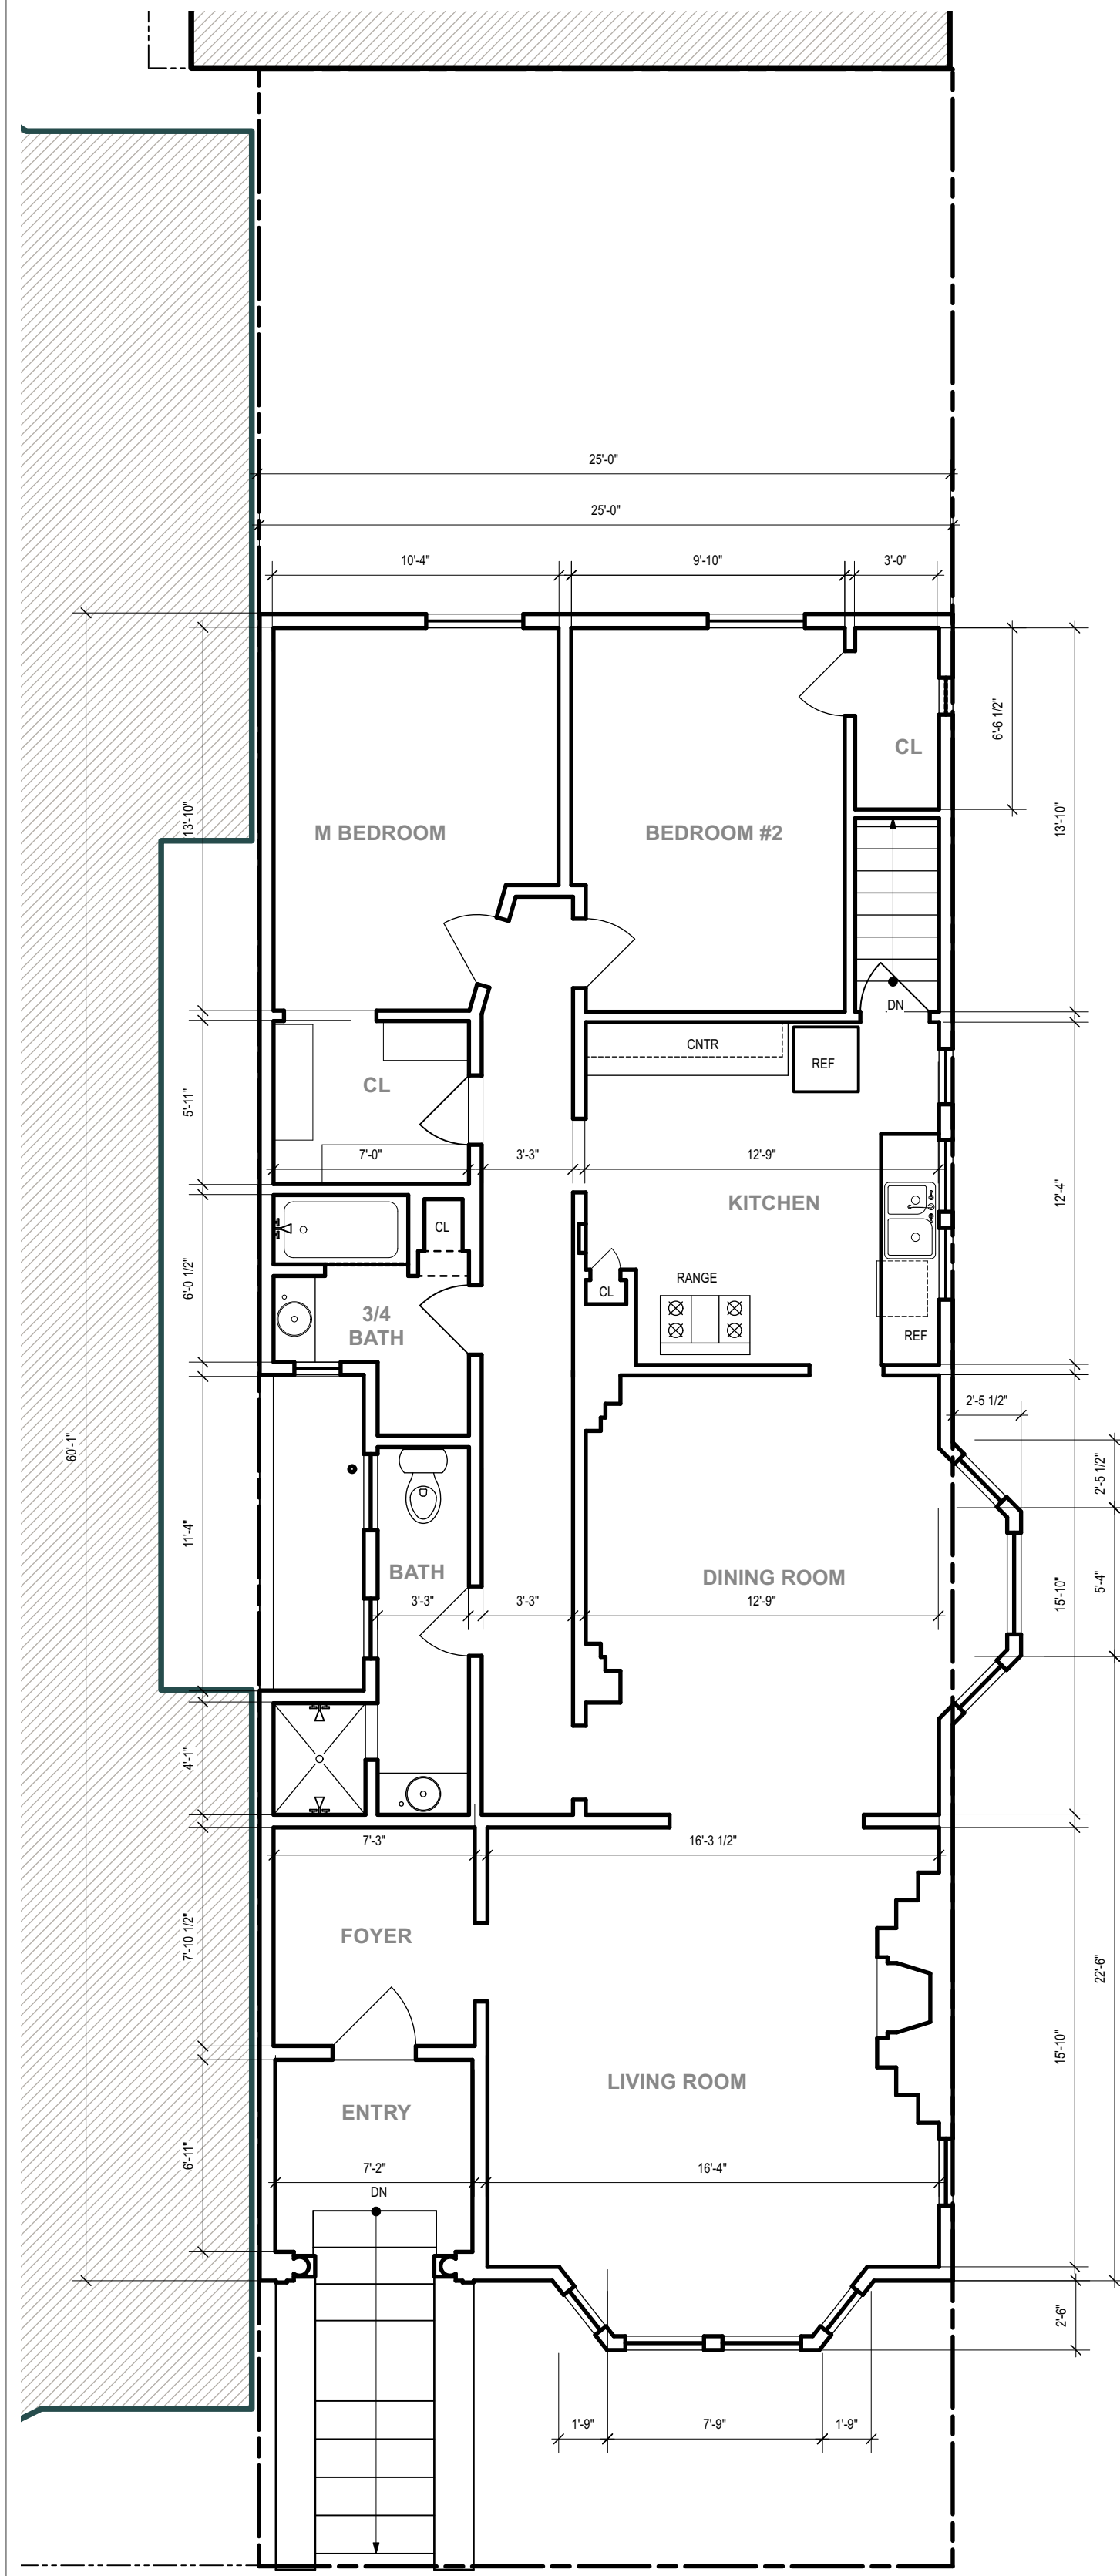 25'-0"
25'-0"
10'-4"
9'-10"
3'-0"
6'-6 1/2"
CL
13'-10"
M BEDROOM
BEDROOM #2
13'-10"
DN
CNTR
REF
CL
5'-11"
7'-0"
3'-3"
12'-9"
KITCHEN
12'-4"
CL
6'-0 1/2"
RANGE
CL
3/4
BATH
REF
2'-5 1/2"
60'-1"
2'-5 1/2"
11'-4"
BATH
DINING ROOM
5'-4"
15'-10"
3'-3"
3'-3"
12'-9"
4'-1"
7'-3"
16'-3 1/2"
FOYER
7'-10 1/2"
22'-6"
15'-10"
LIVING ROOM
ENTRY
6'-11"
7'-2"
16'-4"
DN
2'-6"
1'-9"
7'-9"
1'-9"